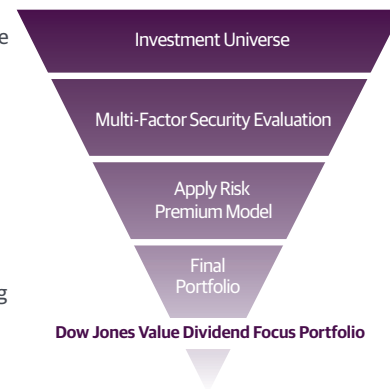 e
Investment Universe
Multi-Factor Security Evaluation
Apply Risk
Premium Model
Final
Portfolio
g
Dow Jones Value Dividend Focus Portfolio